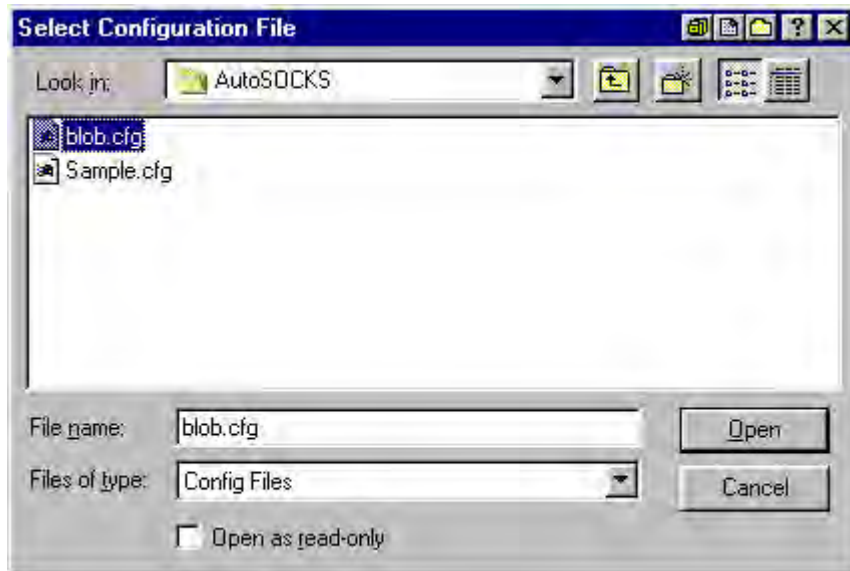 Select Configuration File
Look in: AutoSOCKS
blob.cfg
Sample.cfg
File name: blob.cfg Open
Files of type: Config Files Cancel
Open as read-only